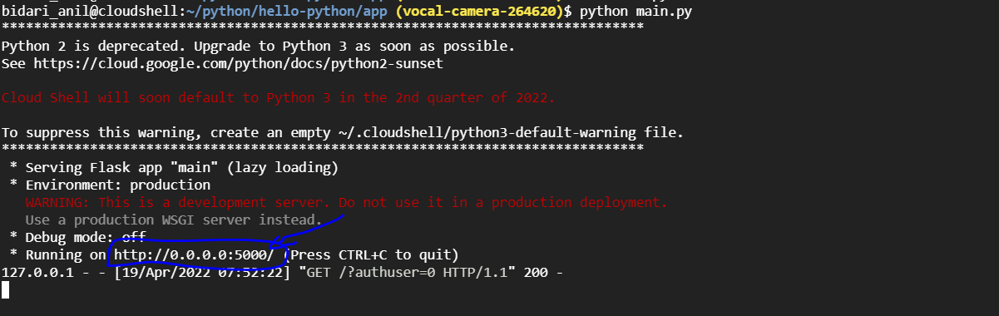 bidari_anil@cloudshell:~/python/hello-python/app (vocal-camera-264620)$ python main.py
********************************************************************************
Python 2 is deprecated. Upgrade to Python 3 as soon as possible.
See https://cloud.google.com/python/docs/python2-sunset
Cloud Shell will soon default to Python 3 in the 2nd quarter of 2022.
To suppress this warning, create an empty ~/.cloudshell/python3-default-warning file.
********************************************************************************
* Serving Flask app "main" (lazy loading)
* Environment: production
WARNING: This is a development server. Do not use it in a production deployment.
Use a production WSGI server instead.
* Debug mode: off
* Running on http://0.0.0.0:5000/ (Press CTRL+C to quit)
127.0.0.1 - - [19/Apr/2022 07:52:22] "GET /?authuser=0 HTTP/1.1" 200 -